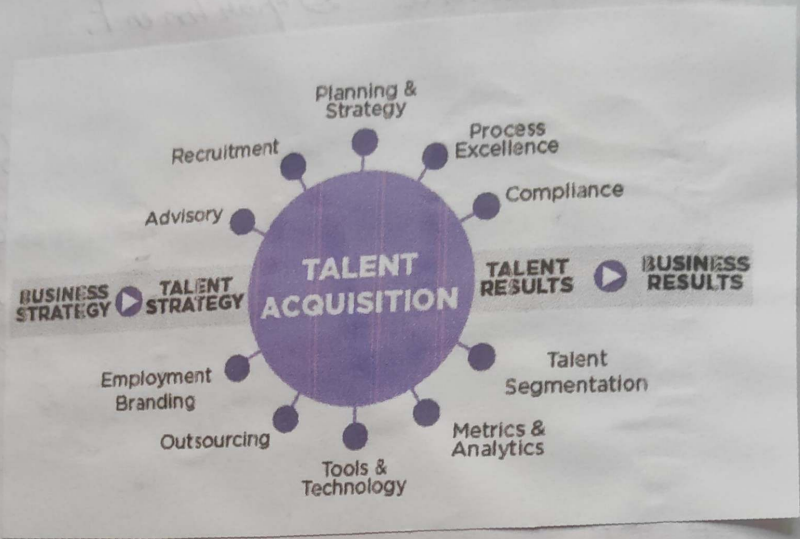 Planning &
Strategy
Process
Excellence
Recruitment
Compliance
Advisory
TALENT
ACQUISITION
BUSINESS
STRATEGY
TALENT
STRATEGY
TALENT
RESULTS
BUSINESS
RESULTS
Employment
Branding
Talent
Segmentation
Outsourcing
Metrics &
Analytics
Tools &
Technology